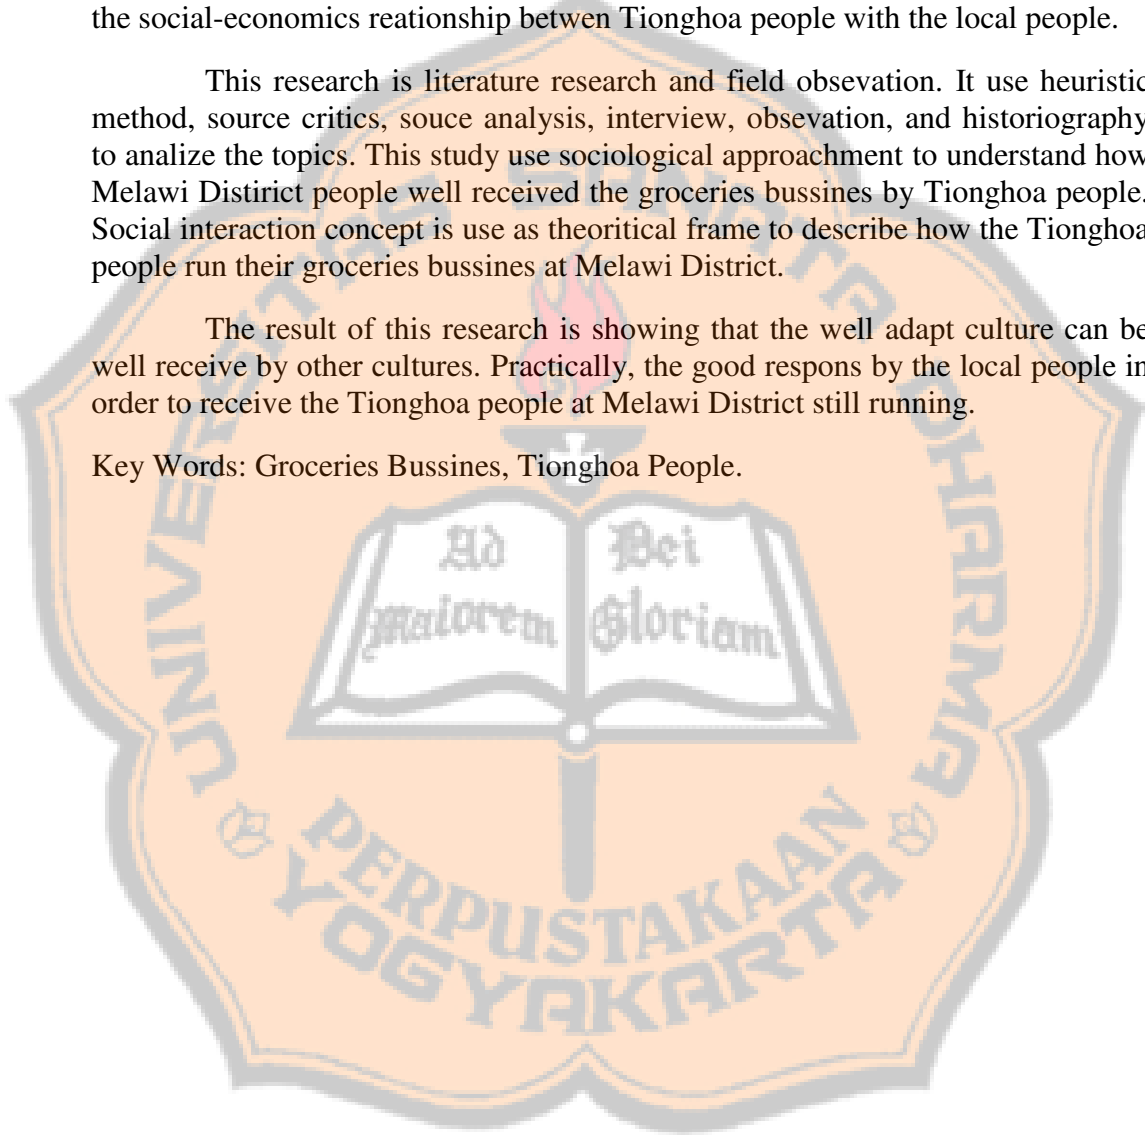 the social-economics reationship betwen Tionghoa people with the local people.
This research is literature research and field obsevation. It use heuristic
method, source critics, souce analysis, interview, obsevation, and historiography
to analize the topics. This study use sociological approachment to understand how
Melawi Distirict people well received the groceries bussines by Tionghoa people.
Social interaction concept is use as theoritical frame to describe how the Tionghoa
people run their groceries bussines at Melawi District.
The result of this research is showing that the well adapt culture can be
well receive by other cultures. Practically, the good respons by the local people in
order to receive the Tionghoa people at Melawi District still running.
Key Words: Groceries Bussines, Tionghoa People.
UNIVERSITAS SANATA DHARMA
Ad Dei
Maiorem Gloriam
PERPUSTAKAAN
YOGYAKARTA